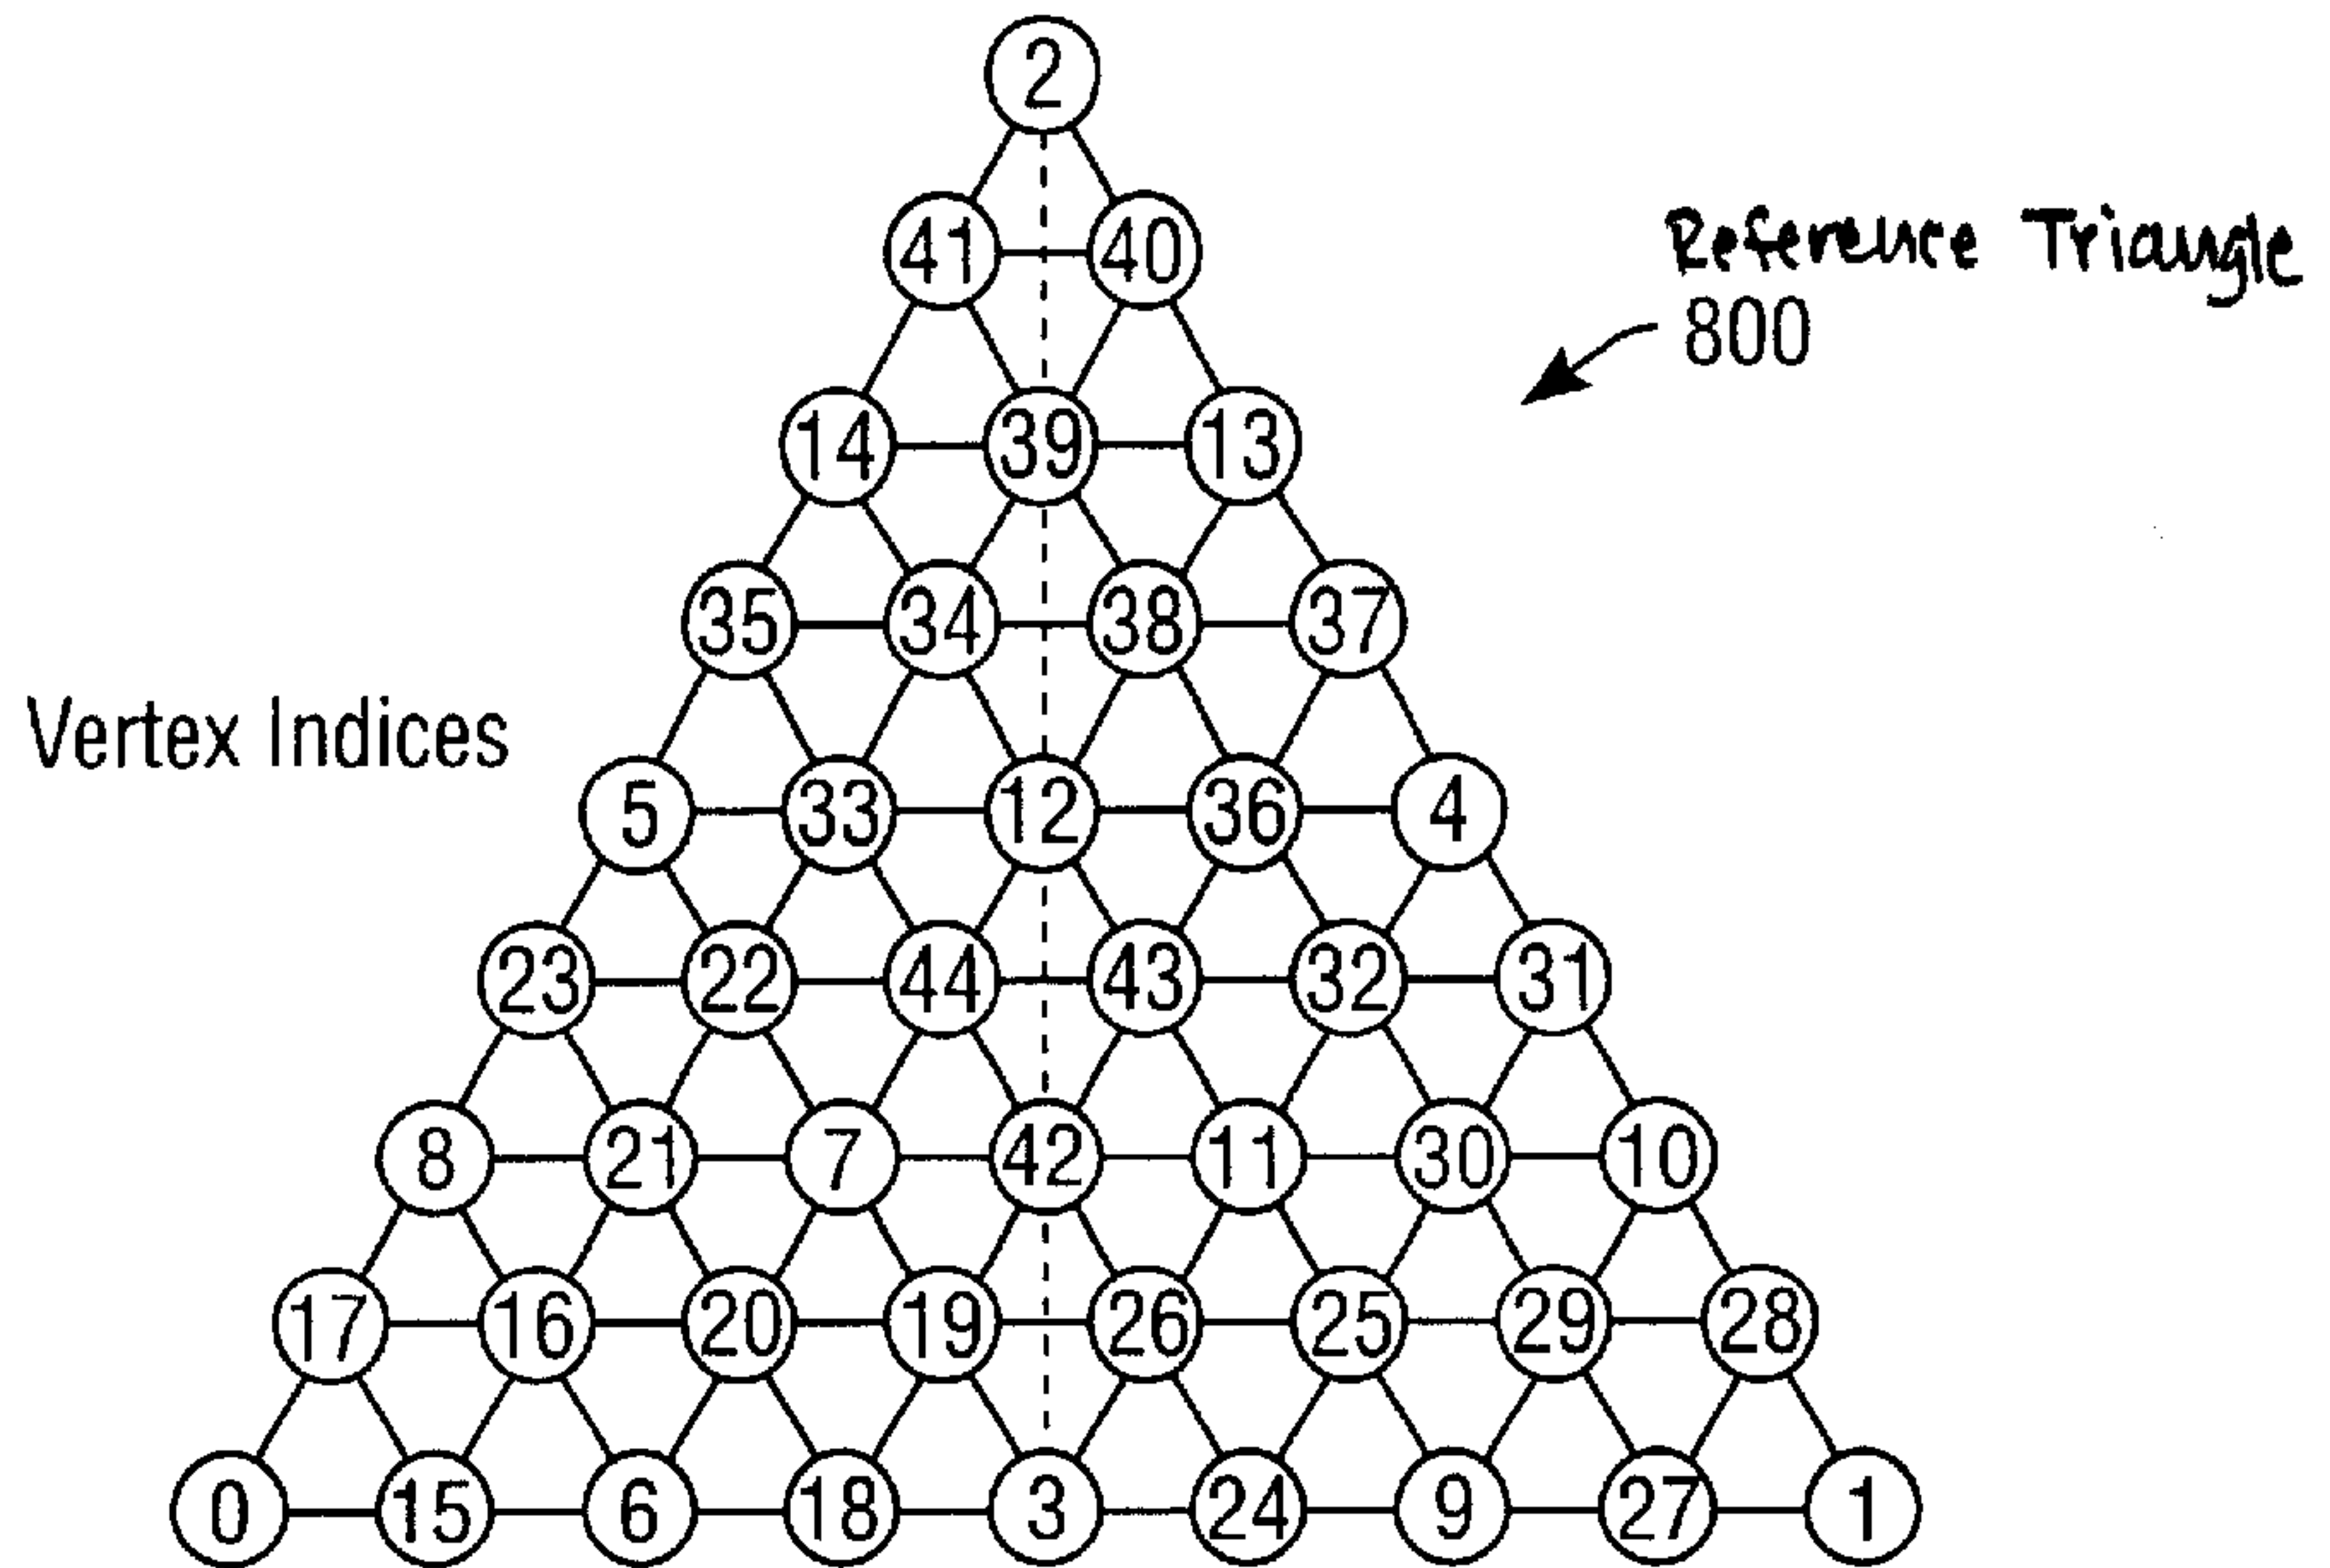 2
41 40
Reference Triangle
800
14 39 13
35 34 38 37
Vertex Indices
5 33 12 36 4
23 22 44 43 32 31
8 21 7 42 11 30 10
17 16 20 19 26 25 29 28
0 15 6 18 3 24 9 27 1